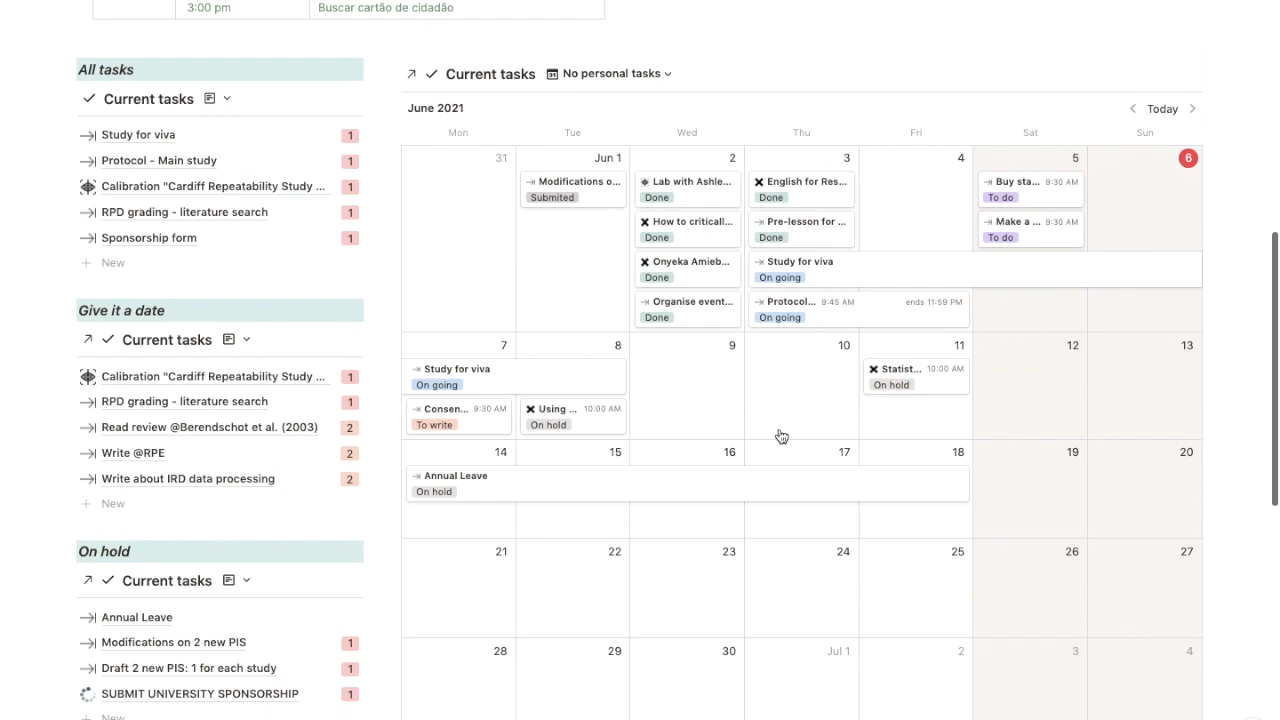 3:00 pm Buscar cartão de cidadão
All tasks
Current tasks
Study for viva 1
Protocol - Main study 1
Calibration "Cardiff Repeatability Study ... 1
RPD grading - literature search 1
Sponsorship form 1
+ New
Give it a date
Current tasks
Calibration "Cardiff Repeatability Study ... 1
RPD grading - literature search 1
Read review @Berendschot et al. (2003) 2
Write @RPE 2
Write about IRD data processing 2
+ New
On hold
Current tasks
Annual Leave
Modifications on 2 new PIS 1
Draft 2 new PIS: 1 for each study 1
SUBMIT UNIVERSITY SPONSORSHIP 1
+ New
Current tasks No personal tasks
June 2021 Today
Mon Tue Wed Thu Fri Sat Sun
31 Jun 1 2 3 4 5 6
Modifications o... Lab with Ashle... English for Res... Buy sta... 9:30 AM
Submited Done Done To do
How to criticall... Pre-lesson for ... Make a ... 9:30 AM
Done Done To do
Onyeka Amieb... Study for viva
Done On going
Organise event... Protocol... 9:45 AM ends 11:59 PM
Done On going
7 8 9 10 11 12 13
Study for viva Statist... 10:00 AM
On going On hold
Consen... 9:30 AM Using ... 10:00 AM
To write On hold
14 15 16 17 18 19 20
Annual Leave
On hold
21 22 23 24 25 26 27
28 29 30 Jul 1 2 3 4